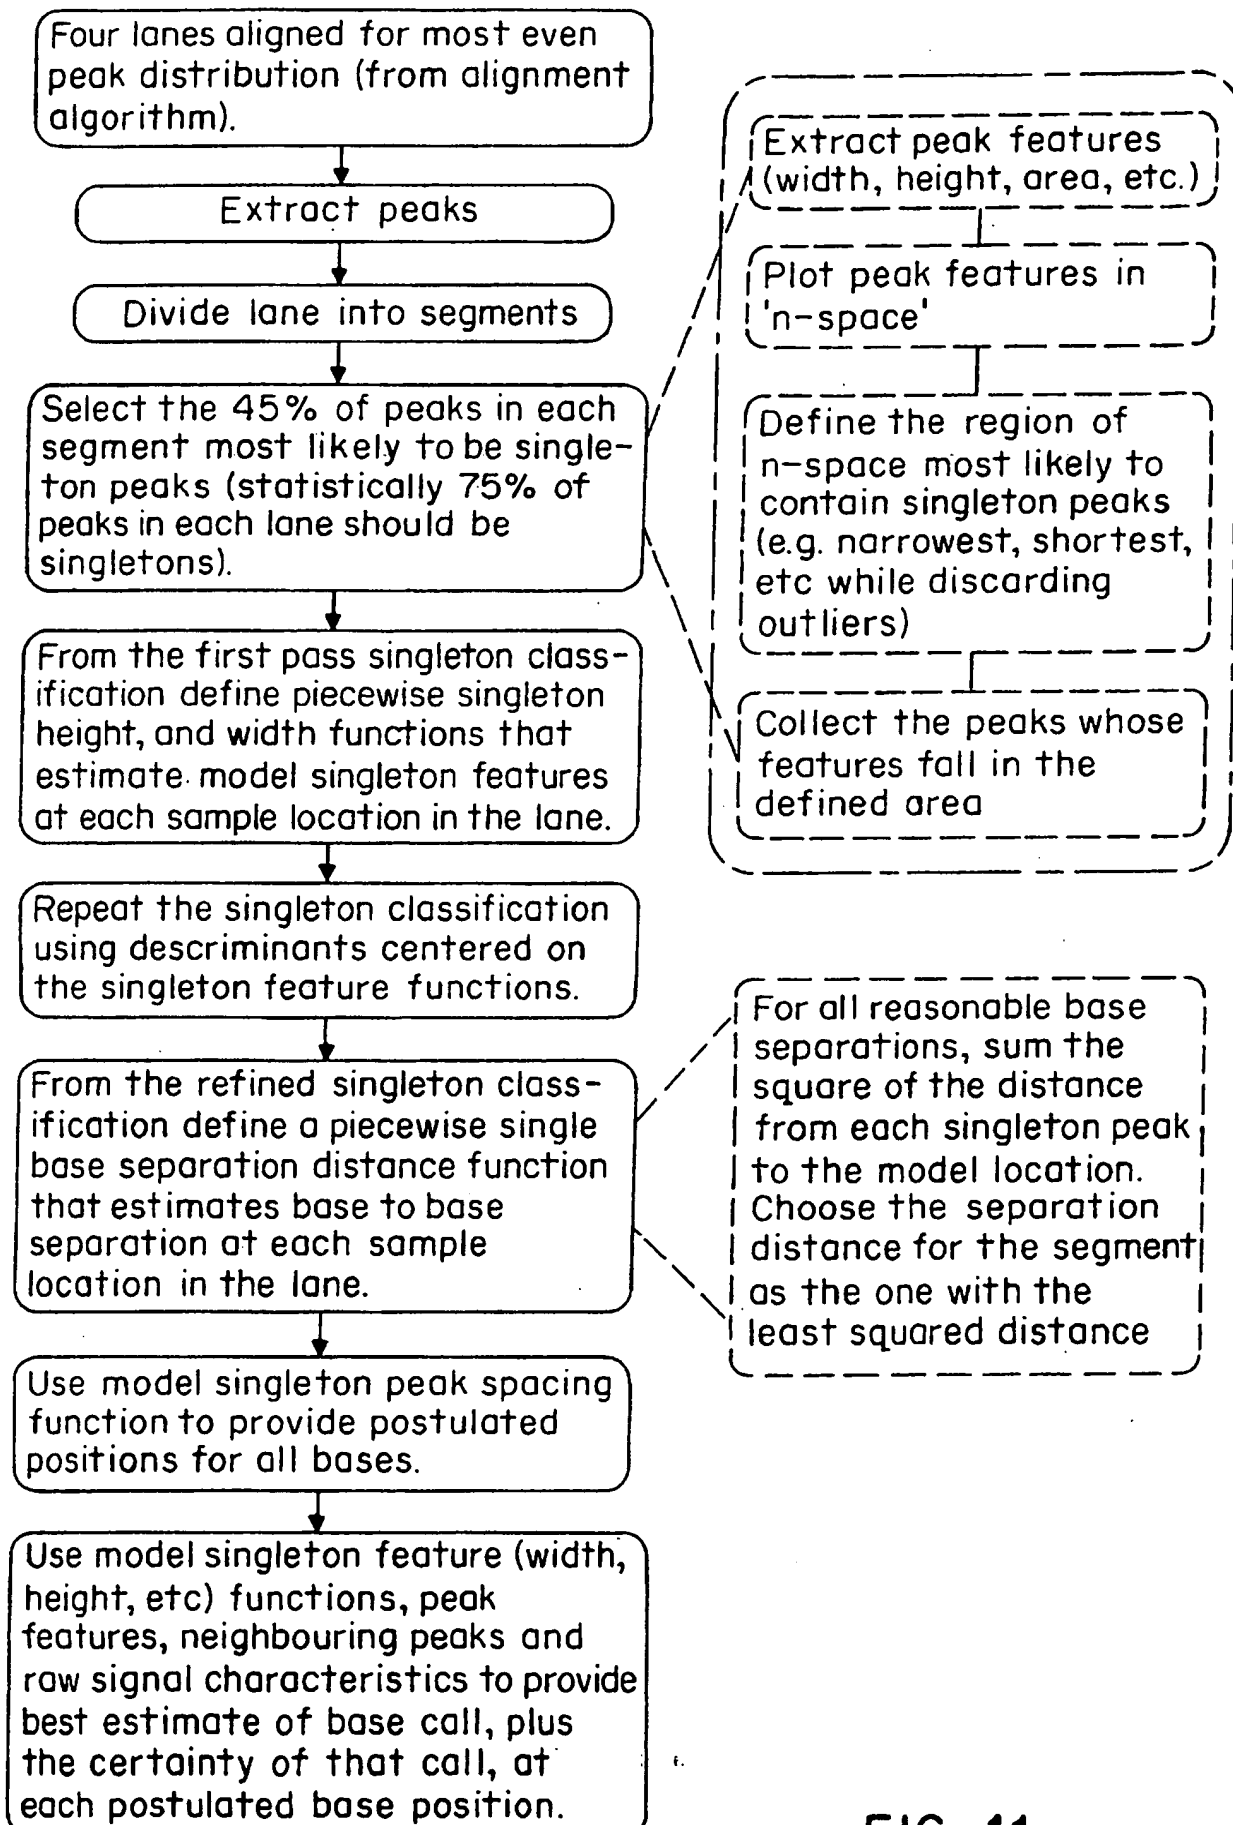 Four lanes aligned for most even
peak distribution (from alignment
algorithm).
Extract peaks
Divide lane into segments
Select the 45% of peaks in each
segment most likely to be single-
ton peaks (statistically 75% of
peaks in each lane should be
singletons).
From the first pass singleton class-
ification define piecewise singleton
height, and width functions that
estimate model singleton features
at each sample location in the lane.
Repeat the singleton classification
using descriminants centered on
the singleton feature functions.
From the refined singleton class-
ification define a piecewise single
base separation distance function
that estimates base to base
separation at each sample
location in the lane.
Use model singleton peak spacing
function to provide postulated
positions for all bases.
Use model singleton feature (width,
height, etc) functions, peak
features, neighbouring peaks and
raw signal characteristics to provide
best estimate of base call, plus
the certainty of that call, at
each postulated base position.
Extract peak features
(width, height, area, etc.)
Plot peak features in
'n-space'
Define the region of
n-space most likely to
contain singleton peaks
(e.g. narrowest, shortest,
etc while discarding
outliers)
Collect the peaks whose
features fall in the
defined area
For all reasonable base
separations, sum the
square of the distance
from each singleton peak
to the model location.
Choose the separation
distance for the segment
as the one with the
least squared distance
FIG. 11